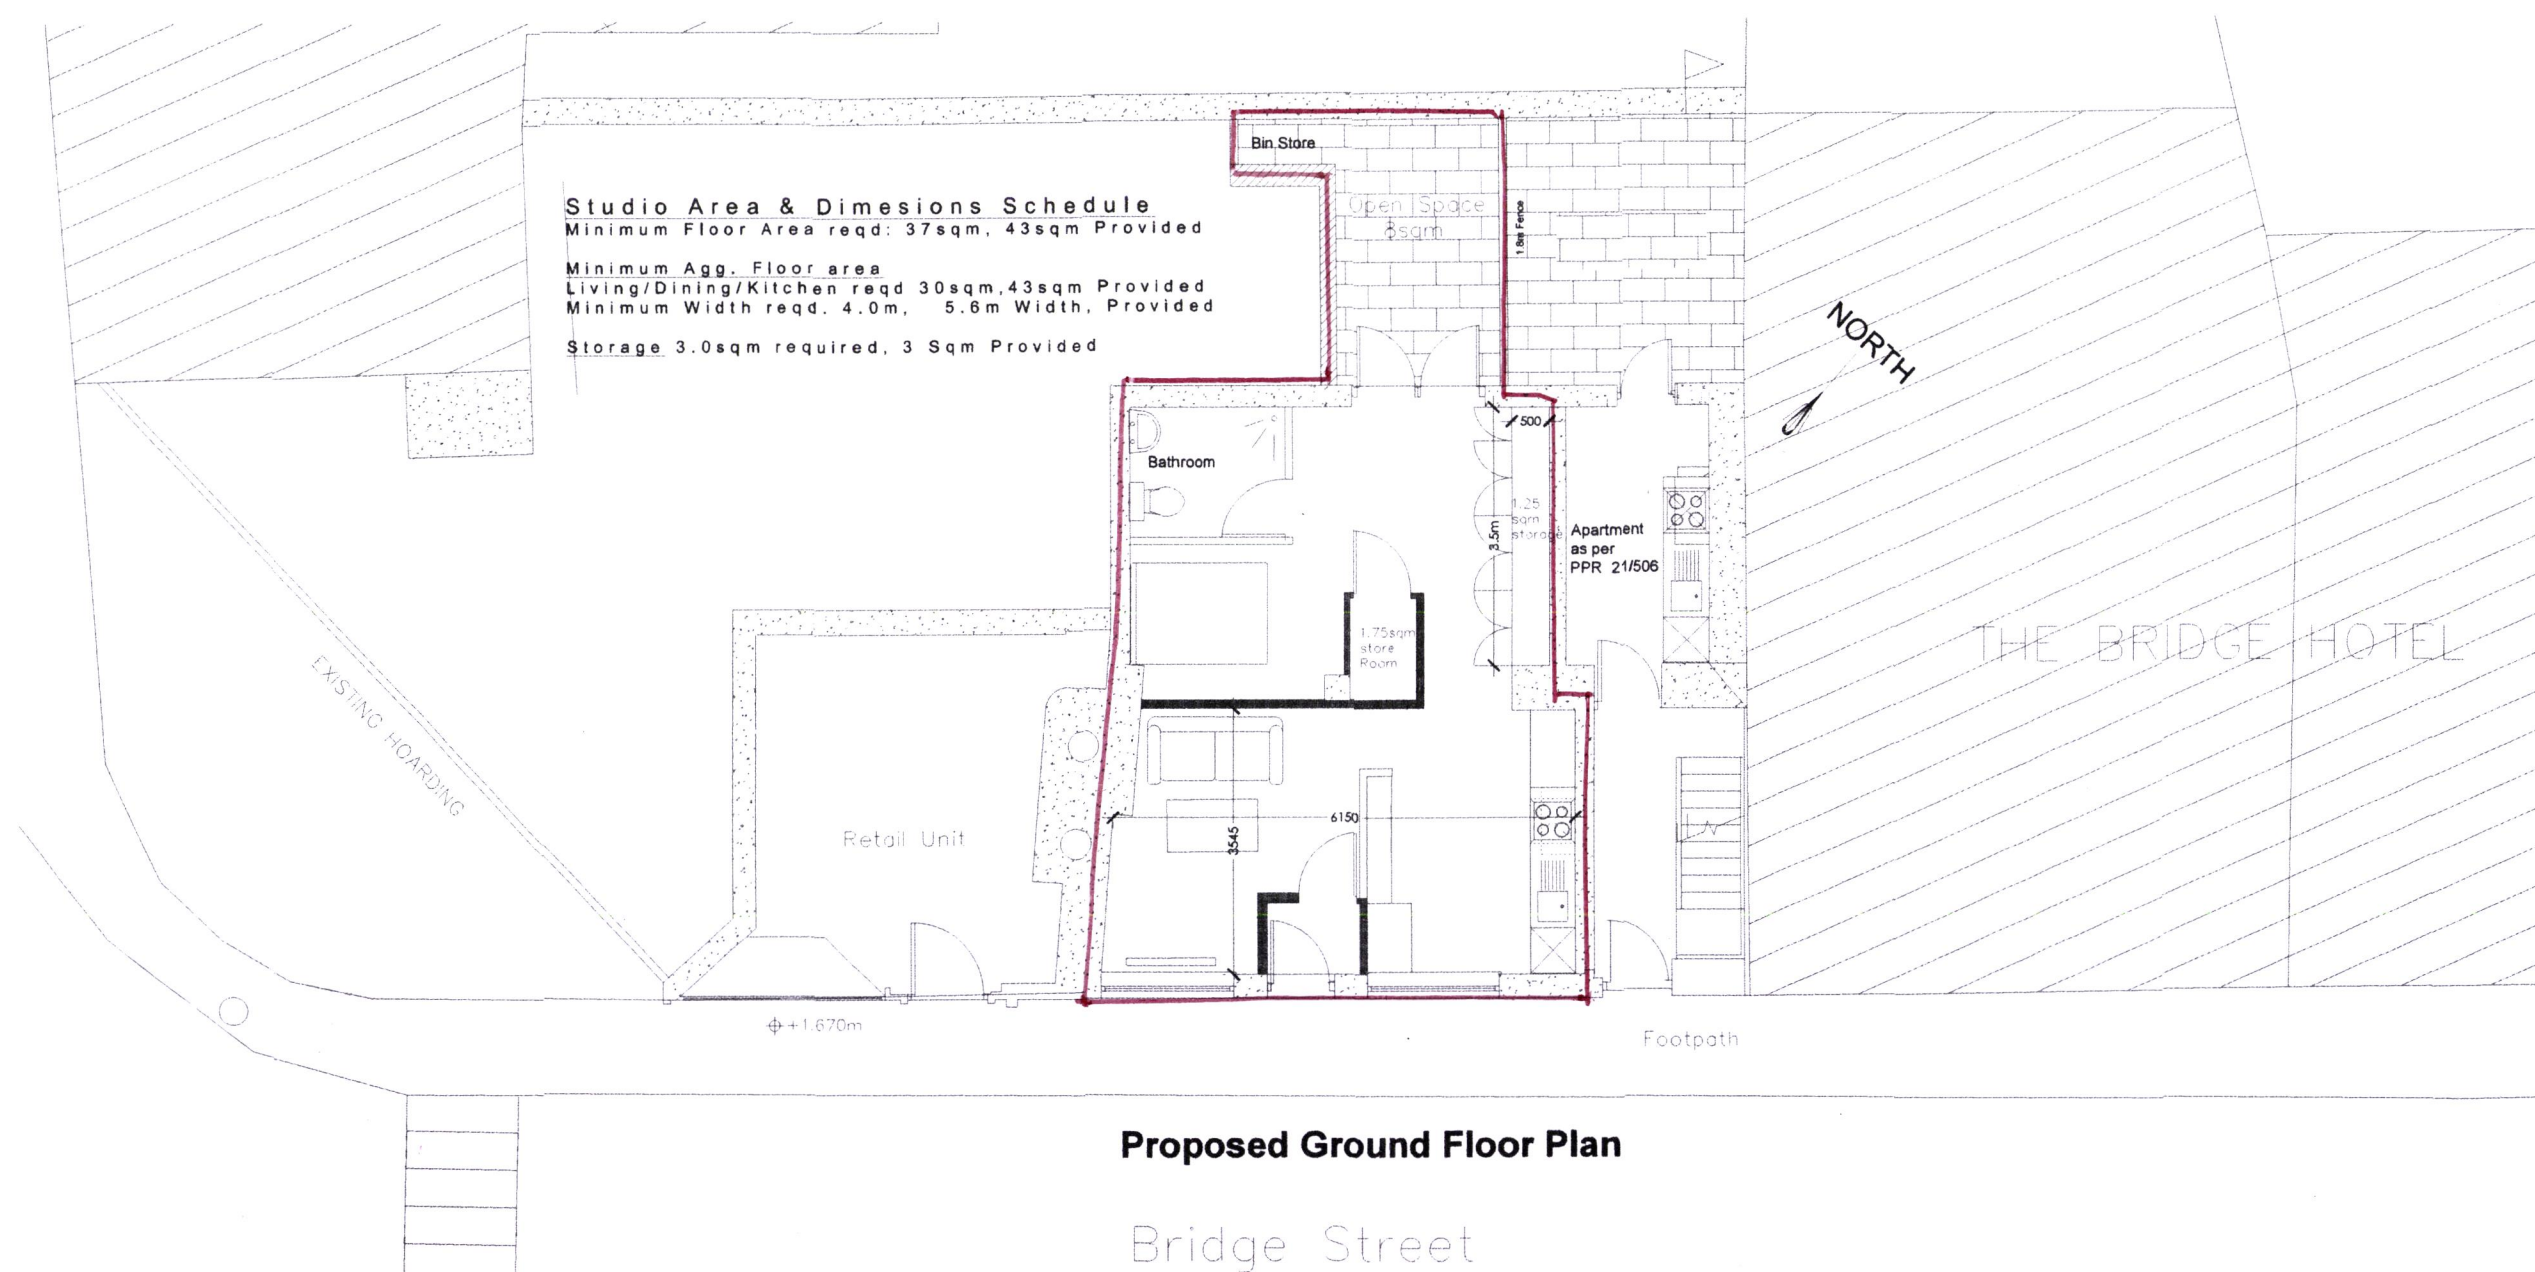 Bin Store
Open Space
8sqm
1.8m Fence
Studio Area & Dimesions Schedule
Minimum Floor Area reqd: 37sqm, 43sqm Provided
Minimum Agg. Floor area
Living/Dining/Kitchen reqd 30sqm,43sqm Provided
Minimum Width reqd. 4.0m, 5.6m Width, Provided
Storage 3.0sqm required, 3 Sqm Provided
NORTH
500
Bathroom
1.25
sqm
storage
3.5m
Apartment
as per
PPR 21/506
1.75sqm
store
Room
THE BRIDGE HOTEL
EXISTING HOARDING
Retail Unit
6150
3545
+1.670m
Footpath
Proposed Ground Floor Plan
Bridge Street